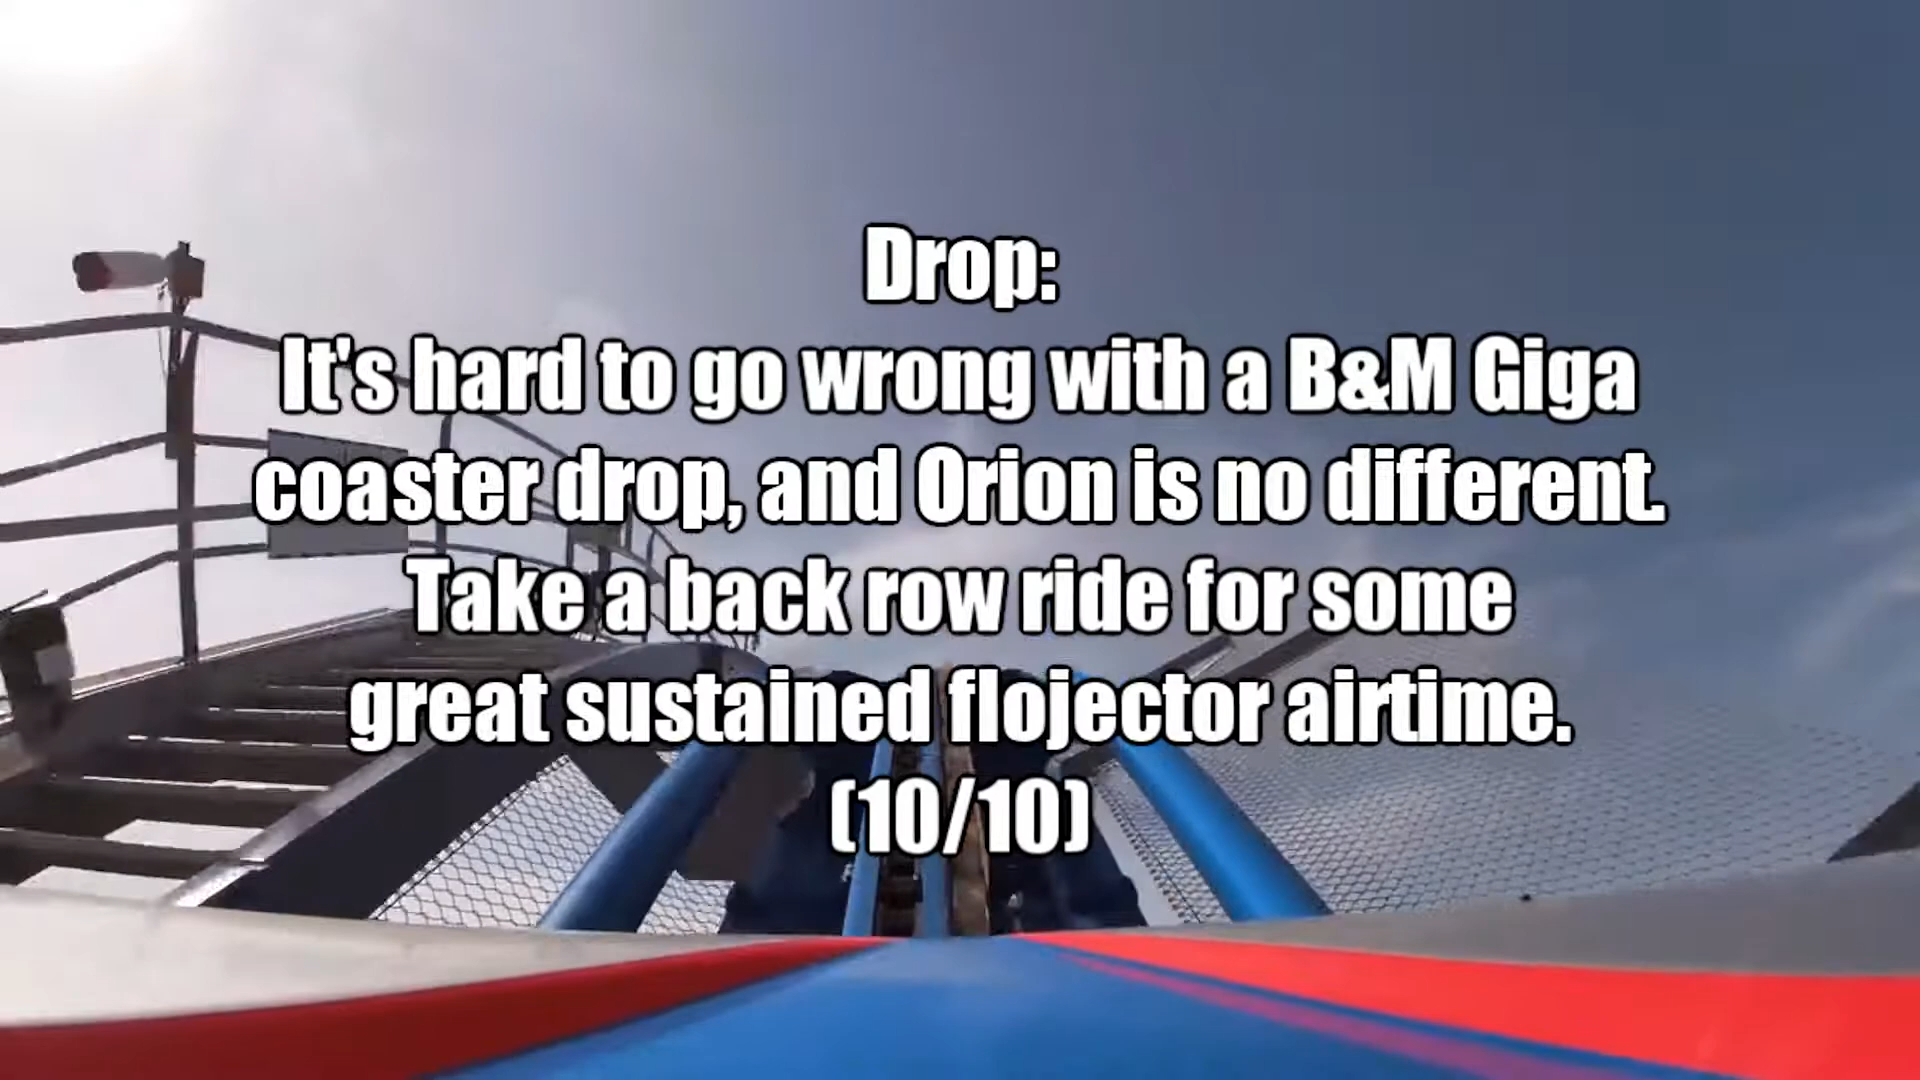 Drop:
It's hard to go wrong with a B&M Giga
coaster drop, and Orion is no different.
Take a back row ride for some
great sustained flojector airtime.
(10/10)